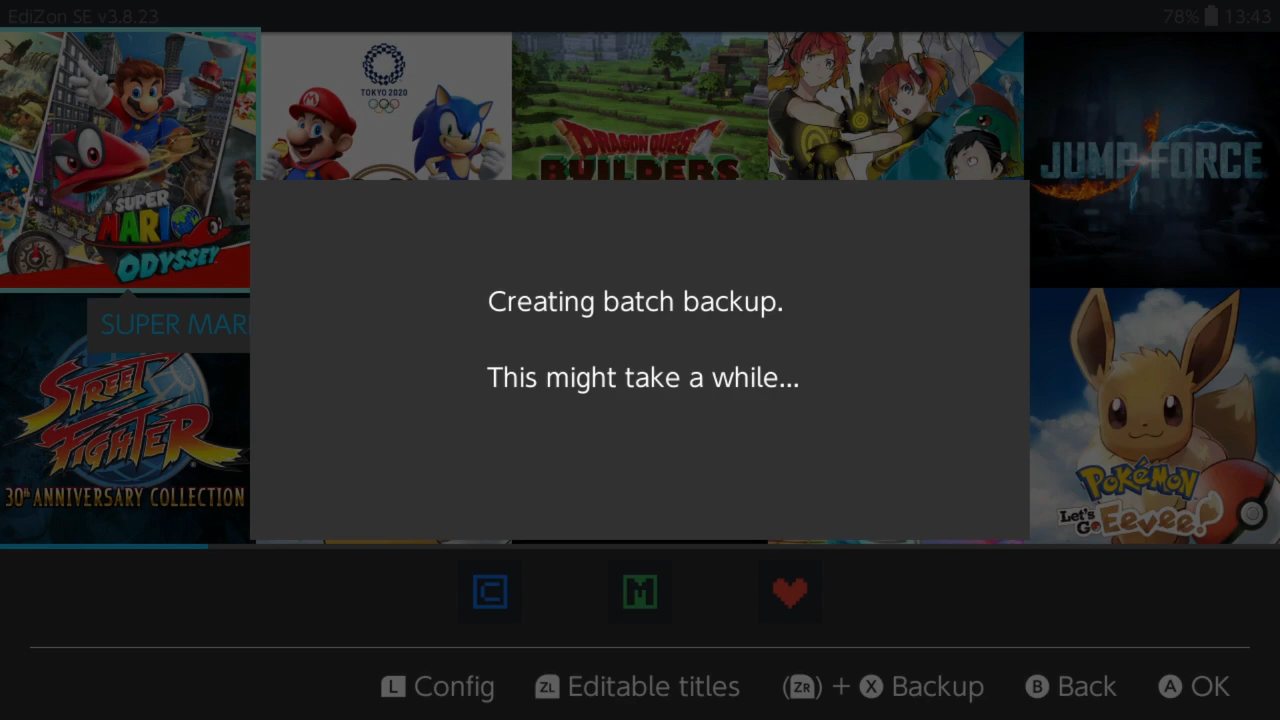 EdiZon SE v3.8.23
78% 13:43
TOKYO 2020
DRAGON QUEST
BUILDERS
JUMP FORCE
SUPER
MARIO
ODYSSEY
SUPER MARI
Creating batch backup.
This might take a while...
STREET
FIGHTER
30th ANNIVERSARY COLLECTION
POKéMON
Let's
Go Eevee!
C
M
L Config
ZL Editable titles
(ZR) + X Backup
B Back
A OK